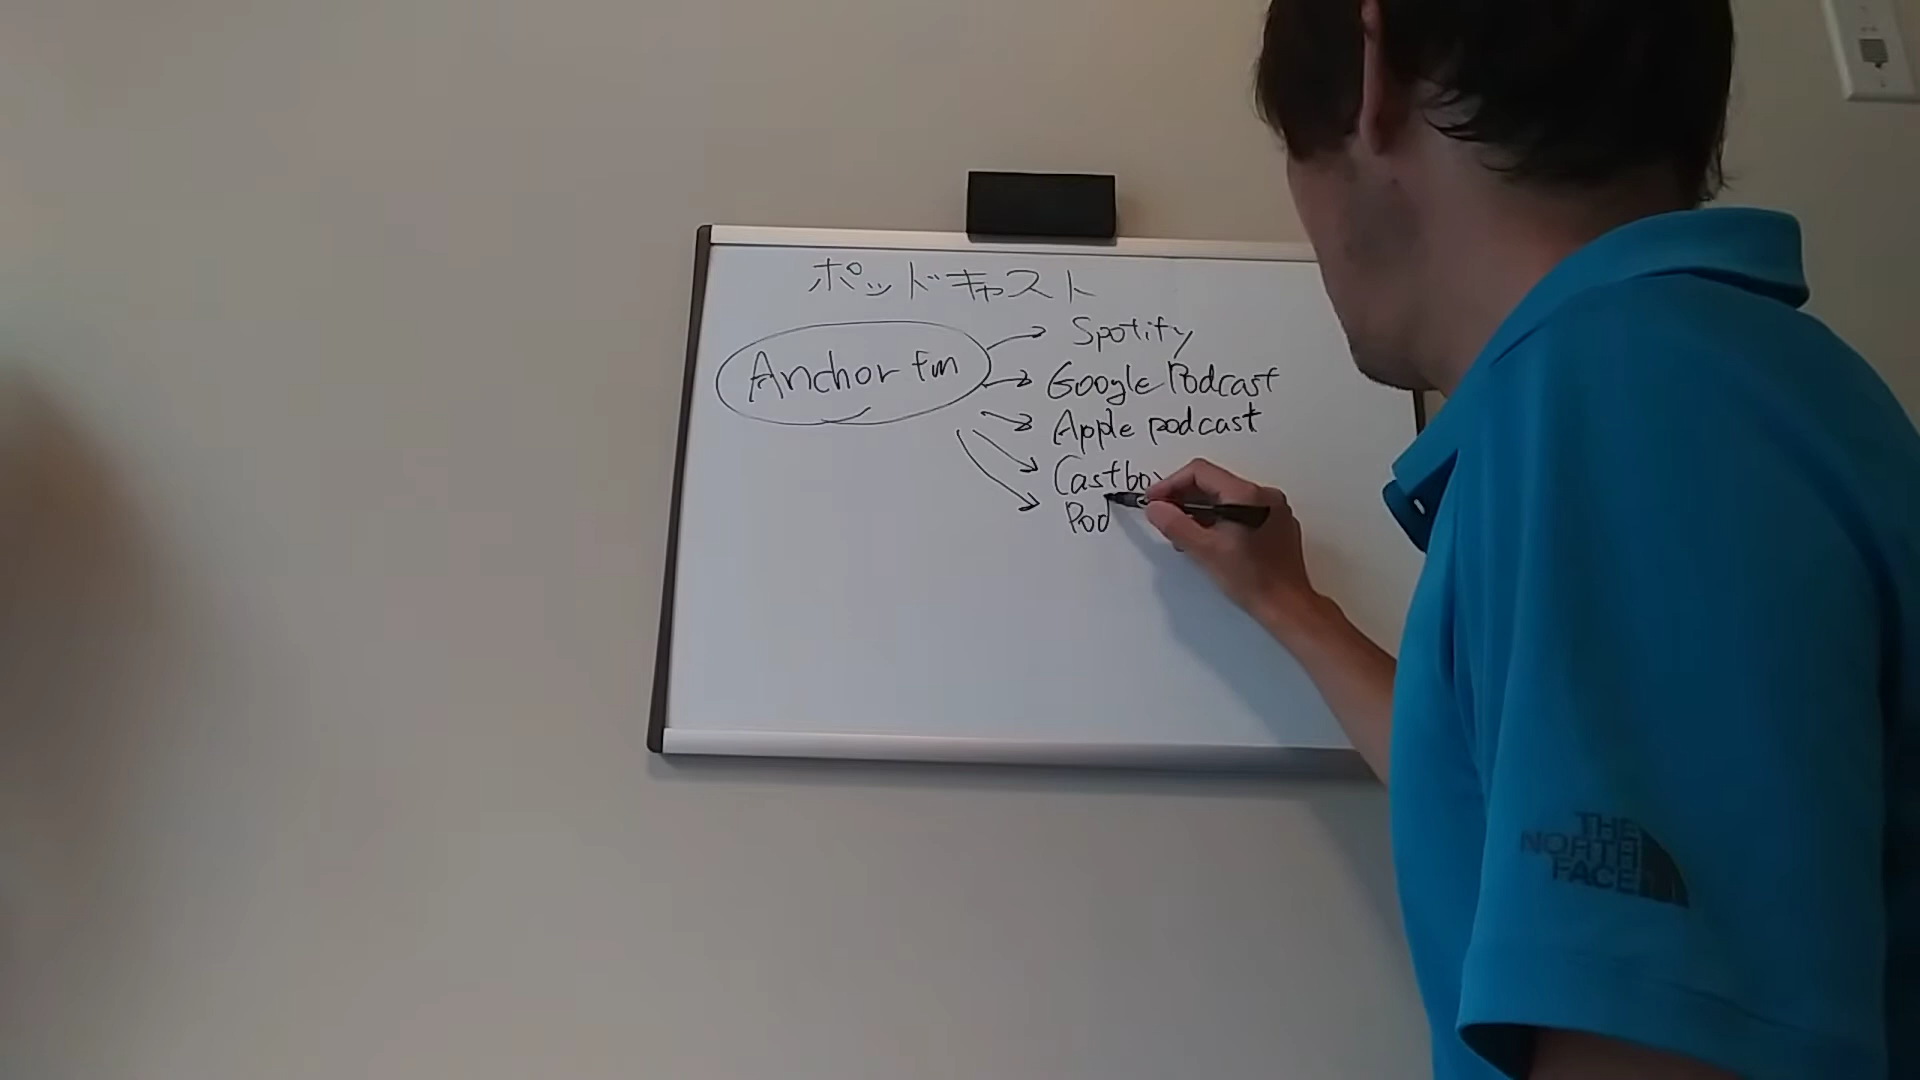 ポッドキャスト
Anchor fm
Spotify
Google Podcast
Apple podcast
Castbox
Pod
THE
NORTH
FACE